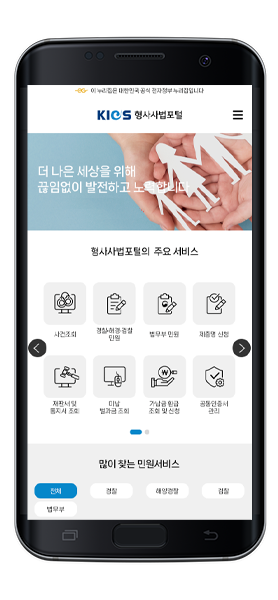 이 누리집은 대한민국 공식 전자정부 누리집입니다
KICS 형사사법포털
더 나은 세상을 위해
끊임없이 발전하고 노력합니다
형사사법포털의 주요 서비스
사건조회
경찰·해경·검찰
민원
법무부 민원
제증명 신청
재판서 및
통지서 조회
미납
벌과금 조회
가납금 환급
조회 및 신청
공동인증서
관리
많이 찾는 민원서비스
전체
경찰
해양경찰
검찰
법무부